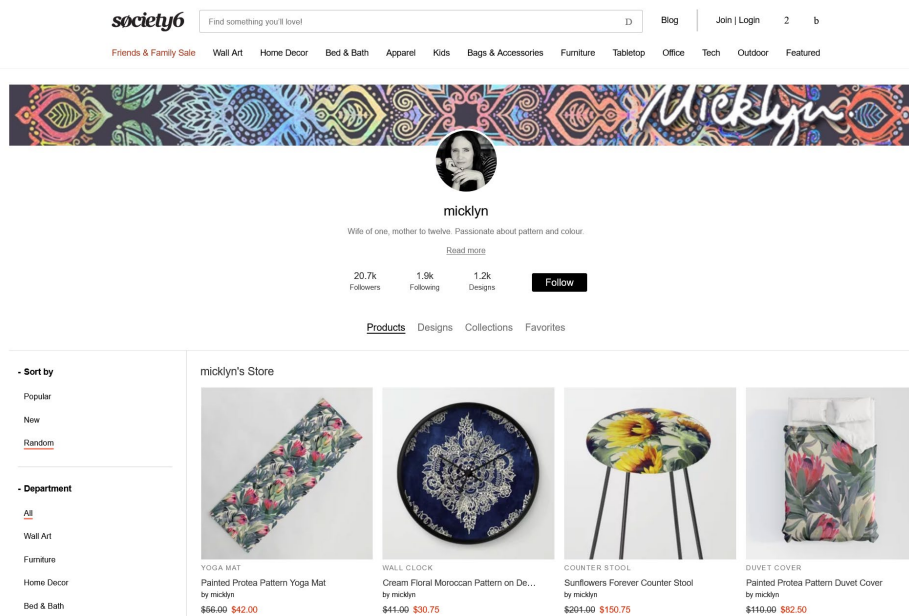 society6
Find something you'll love!
D
Blog
Join | Login
2
b
Friends & Family Sale
Wall Art
Home Decor
Bed & Bath
Apparel
Kids
Bags & Accessories
Furniture
Tabletop
Office
Tech
Outdoor
Featured
Micklyn
micklyn
Wife of one, mother to twelve. Passionate about pattern and colour.
Read more
20.7k
Followers
1.9k
Following
1.2k
Designs
Follow
Products
Designs
Collections
Favorites
- Sort by
Popular
New
Random
- Department
All
Wall Art
Furniture
Home Decor
Bed & Bath
micklyn's Store
YOGA MAT
Painted Protea Pattern Yoga Mat
by micklyn
$56.00 $42.00
WALL CLOCK
Cream Floral Moroccan Pattern on De...
by micklyn
$41.00 $30.75
COUNTER STOOL
Sunflowers Forever Counter Stool
by micklyn
$201.00 $150.75
DUVET COVER
Painted Protea Pattern Duvet Cover
by micklyn
$110.00 $82.50